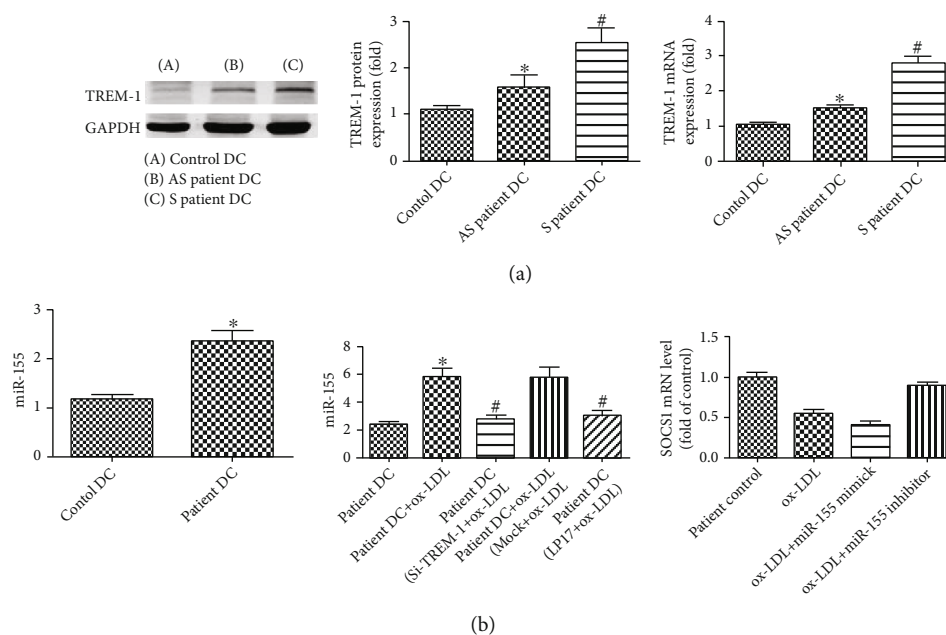 (A) (B) (C)
TREM-1
GAPDH
(A) Control DC
(B) AS patient DC
(C) S patient DC
TREM-1 protein
expression (fold)
3
2
1
0
*
#
Contol DC
AS patient DC
S patient DC
TREM-1 mRNA
expression (fold)
4
3
2
1
0
*
#
Contol DC
AS patient DC
S patient DC
(a)
miR-155
3
2
1
0
*
Contol DC
Patient DC
miR-155
8
6
4
2
0
*
#
#
Patient DC
Patient DC+ox-LDL
Patient DC
(Si-TREM-1+ox-LDL
Patient DC+ox-LDL
(Mock+ox-LDL
Patient DC
(LP17+ox-LDL)
SOCS1 mRN level
(fold of control)
1.5
1.0
0.5
0.0
Patient control
ox-LDL
ox-LDL+miR-155 mimick
ox-LDL+miR-155 inhibitor
(b)